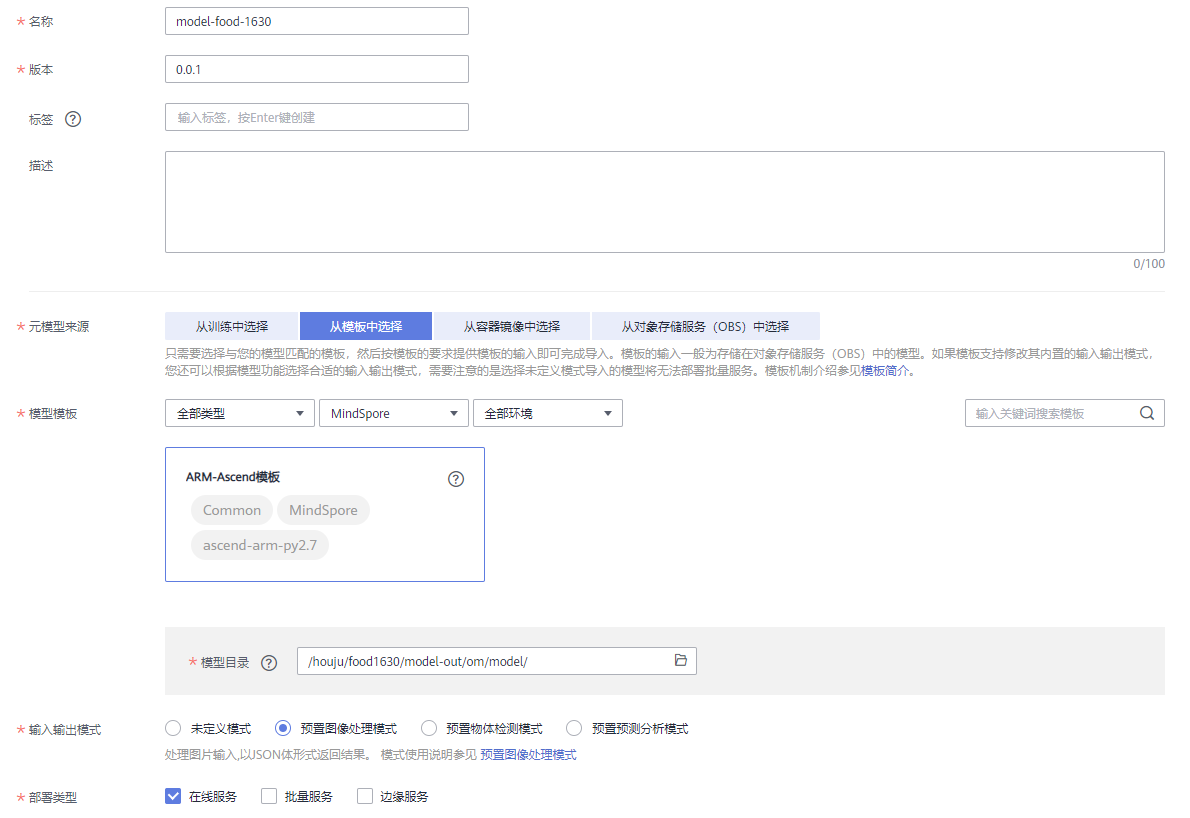 * 名称 model-food-1630
* 版本 0.0.1
标签 ? 输入标签，按Enter键创建
描述
0/100
* 元模型来源 从训练中选择 从模板中选择 从容器镜像中选择 从对象存储服务（OBS）中选择
只需要选择与您的模型匹配的模板，然后按模板的要求提供模板的输入即可完成导入。模板的输入一般为存储在对象存储服务（OBS）中的模型。如果模板支持修改其内置的输入输出模式，
您还可以根据模型功能选择合适的输入输出模式，需要注意的是选择未定义模式导入的模型将无法部署批量服务。模板机制介绍参见模板简介。
* 模型模板 全部类型 MindSpore 全部环境 输入关键词搜索模板
ARM-Ascend模板 ?
Common MindSpore
ascend-arm-py2.7
* 模型目录 ? /houju/food1630/model-out/om/model/
* 输入输出模式 未定义模式 预置图像处理模式 预置物体检测模式 预置预测分析模式
处理图片输入,以JSON体形式返回结果。 模式使用说明参见 预置图像处理模式
* 部署类型 在线服务 批量服务 边缘服务